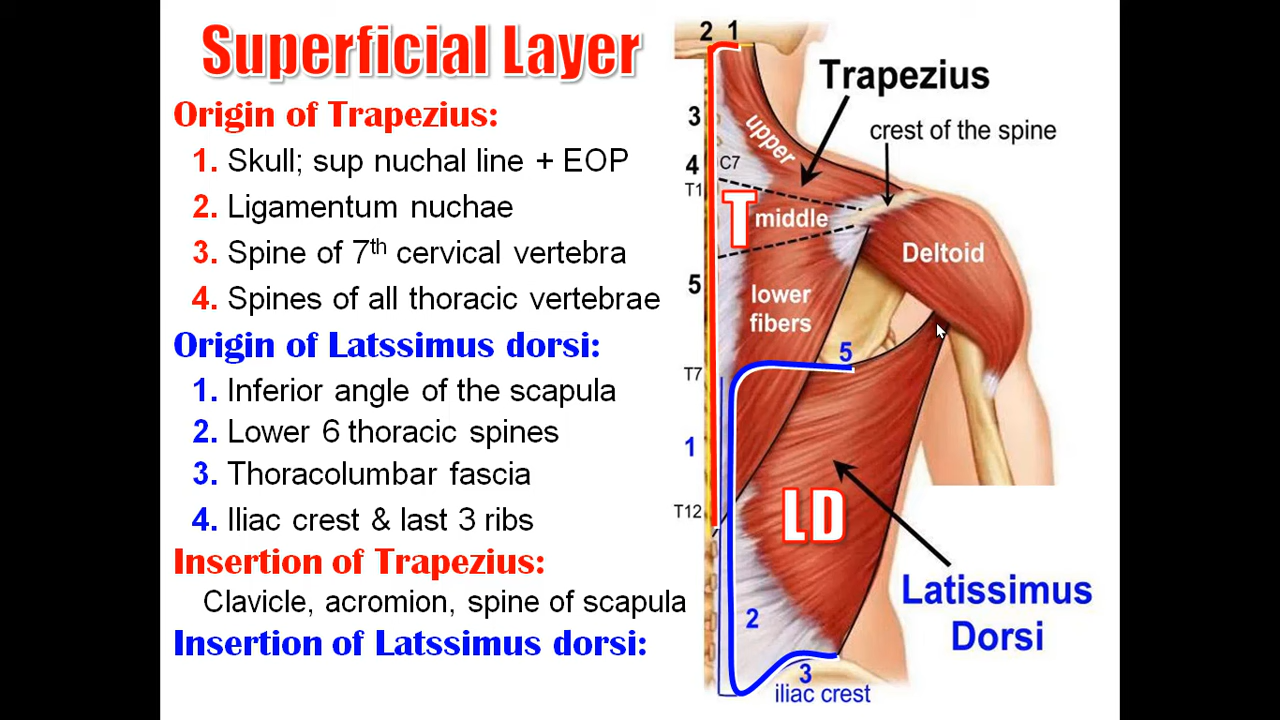 Superficial Layer
Origin of Trapezius:
1. Skull; sup nuchal line + EOP
2. Ligamentum nuchae
3. Spine of 7th cervical vertebra
4. Spines of all thoracic vertebrae
Origin of Latssimus dorsi:
1. Inferior angle of the scapula
2. Lower 6 thoracic spines
3. Thoracolumbar fascia
4. Iliac crest & last 3 ribs
Insertion of Trapezius:
Clavicle, acromion, spine of scapula
Insertion of Latssimus dorsi:
2 1
Trapezius
crest of the spine
3
upper
4
C7
T1
T
middle
Deltoid
5
lower
fibers
5
T7
1
LD
T12
Latissimus
Dorsi
2
3
iliac crest